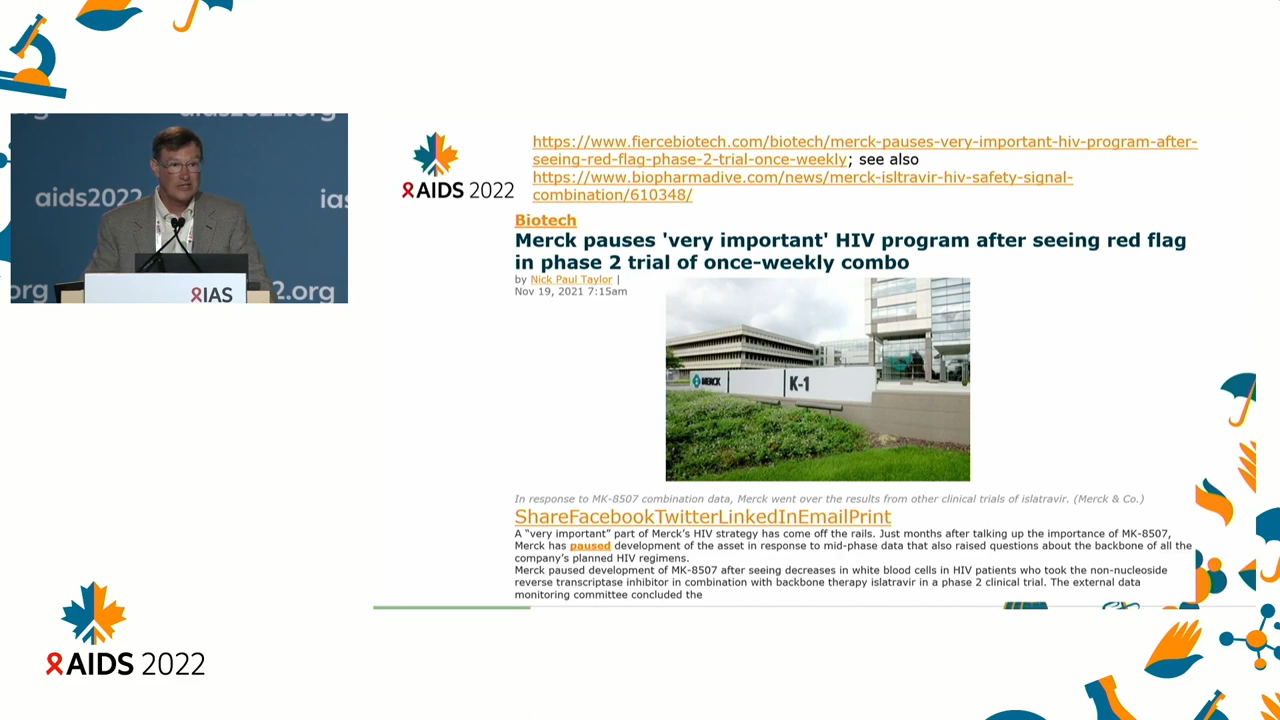 .org
aids2022.org
aids2022
ias
org
2.org
IAS
AIDS 2022
https://www.fiercebiotech.com/biotech/merck-pauses-very-important-hiv-program-after-
seeing-red-flag-phase-2-trial-once-weekly; see also
https://www.biopharmadive.com/news/merck-isltravir-hiv-safety-signal-
combination/610348/
Biotech
Merck pauses 'very important' HIV program after seeing red flag
in phase 2 trial of once-weekly combo
by Nick Paul Taylor |
Nov 19, 2021 7:15am
MERCK
K-1
In response to MK-8507 combination data, Merck went over the results from other clinical trials of islatravir. (Merck & Co.)
ShareFacebookTwitterLinkedInEmailPrint
A “very important” part of Merck’s HIV strategy has come off the rails. Just months after talking up the importance of MK-8507,
Merck has paused development of the asset in response to mid-phase data that also raised questions about the backbone of all the
company’s planned HIV regimens.
Merck paused development of MK-8507 after seeing decreases in white blood cells in HIV patients who took the non-nucleoside
reverse transcriptase inhibitor in combination with backbone therapy islatravir in a phase 2 clinical trial. The external data
monitoring committee concluded the
AIDS 2022